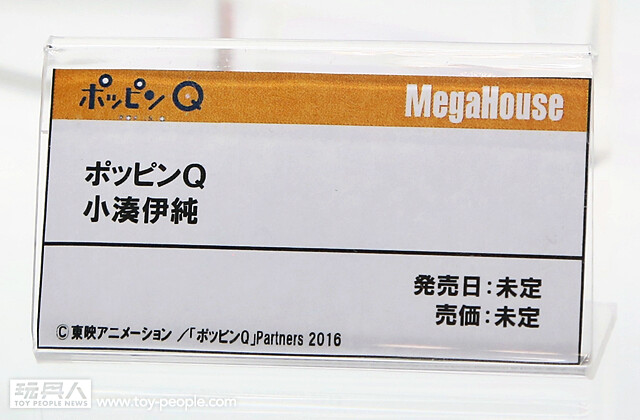 ポッピンQ
MegaHouse
ポッピンQ
小湊伊純
発売日:未定
売価:未定
©東映アニメーション /「ポッピンQ」Partners 2016
玩具人
TOY PEOPLE NEWS
www.toy-people.com